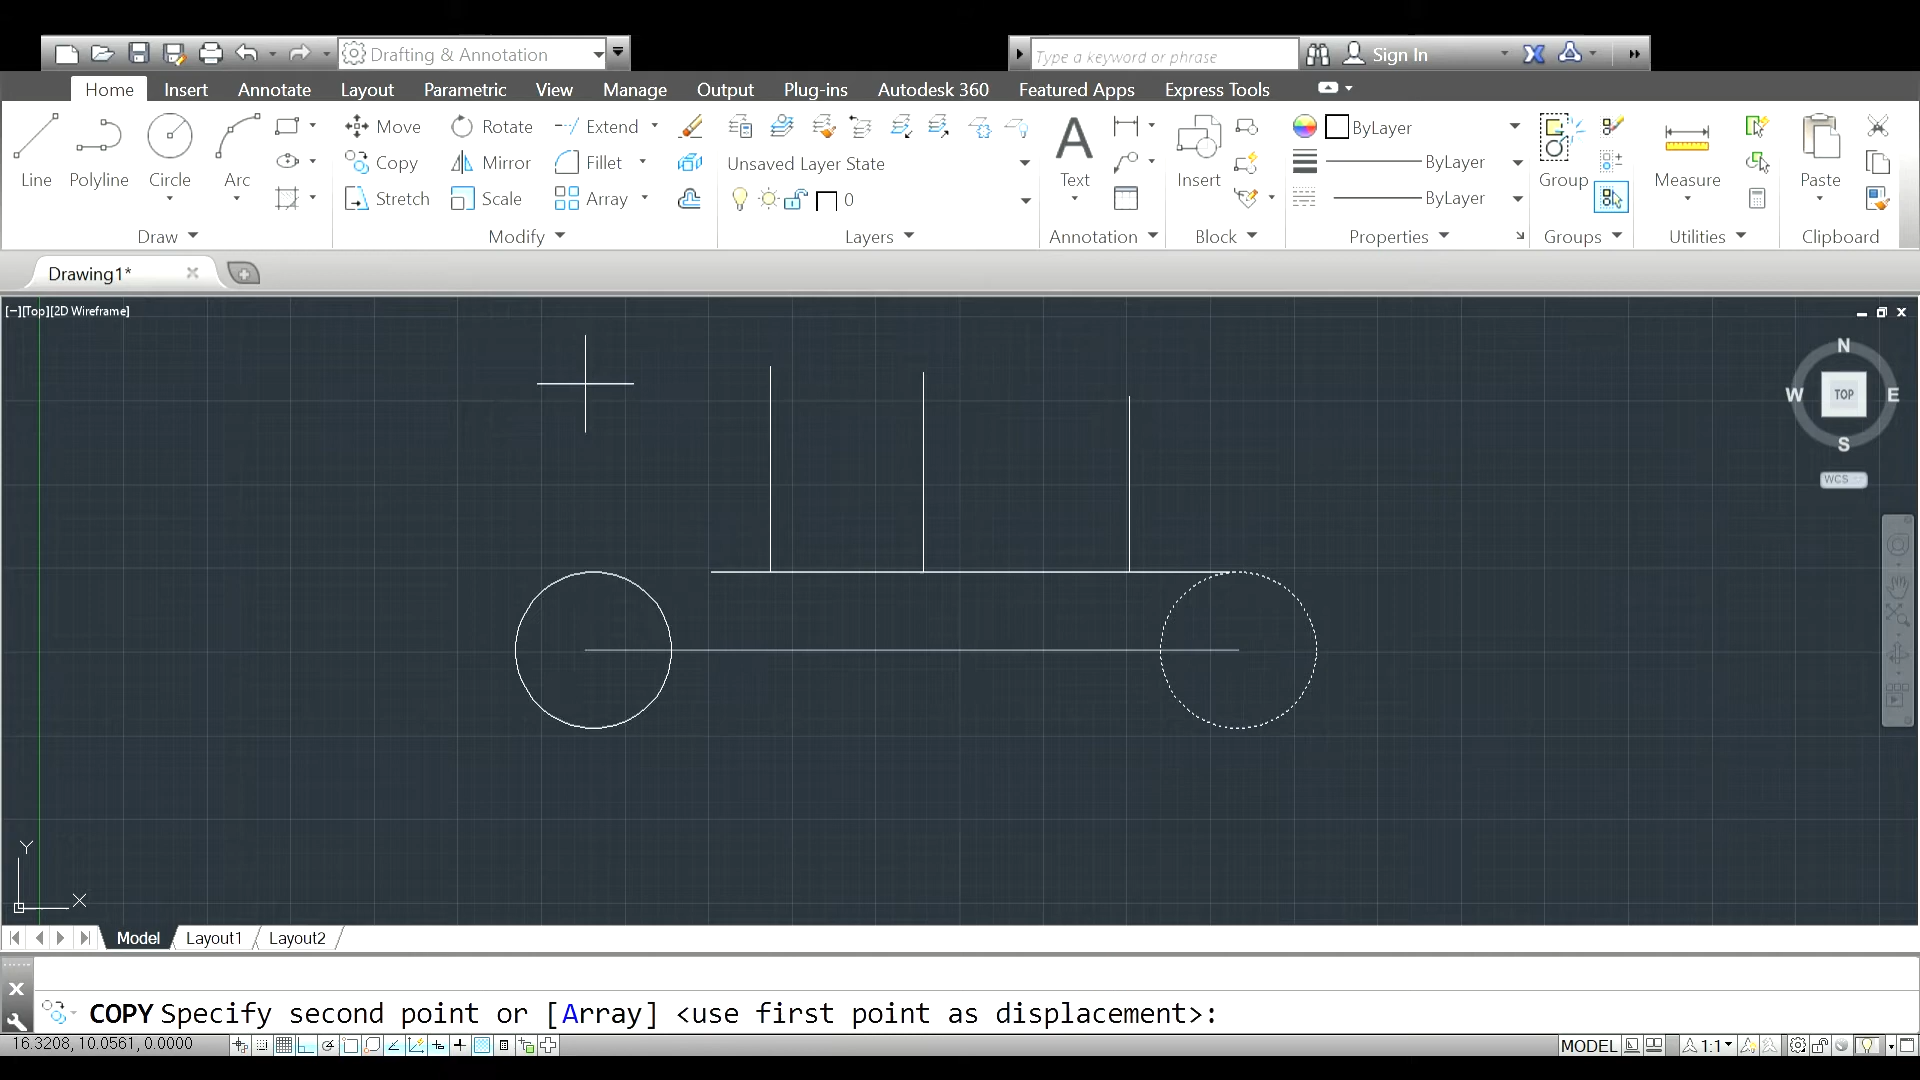 Drafting & Annotation
Type a keyword or phrase
Sign In
Home Insert Annotate Layout Parametric View Manage Output Plug-ins Autodesk 360 Featured Apps Express Tools
Move Rotate Extend ByLayer
Copy Mirror Fillet Unsaved Layer State ByLayer
Line Polyline Circle Arc Text Insert Group Measure Paste
Stretch Scale Array 0 ByLayer
Draw Modify Layers Annotation Block Properties Groups Utilities Clipboard
Drawing1*
[−][Top][2D Wireframe]
N
W TOP E
S
WCS
Y
X
Model Layout1 Layout2
COPY Specify second point or [Array] <use first point as displacement>:
16.3208, 10.0561, 0.0000 MODEL 1:1